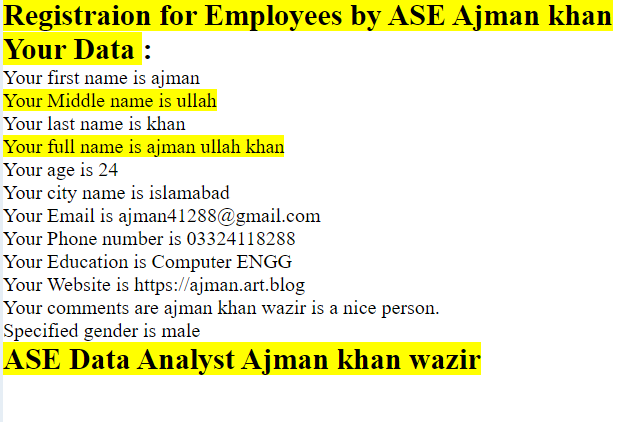 Registraion for Employees by ASE Ajman khan
Your Data :
Your first name is ajman
Your Middle name is ullah
Your last name is khan
Your full name is ajman ullah khan
Your age is 24
Your city name is islamabad
Your Email is ajman41288@gmail.com
Your Phone number is 03324118288
Your Education is Computer ENGG
Your Website is https://ajman.art.blog
Your comments are ajman khan wazir is a nice person.
Specified gender is male
ASE Data Analyst Ajman khan wazir